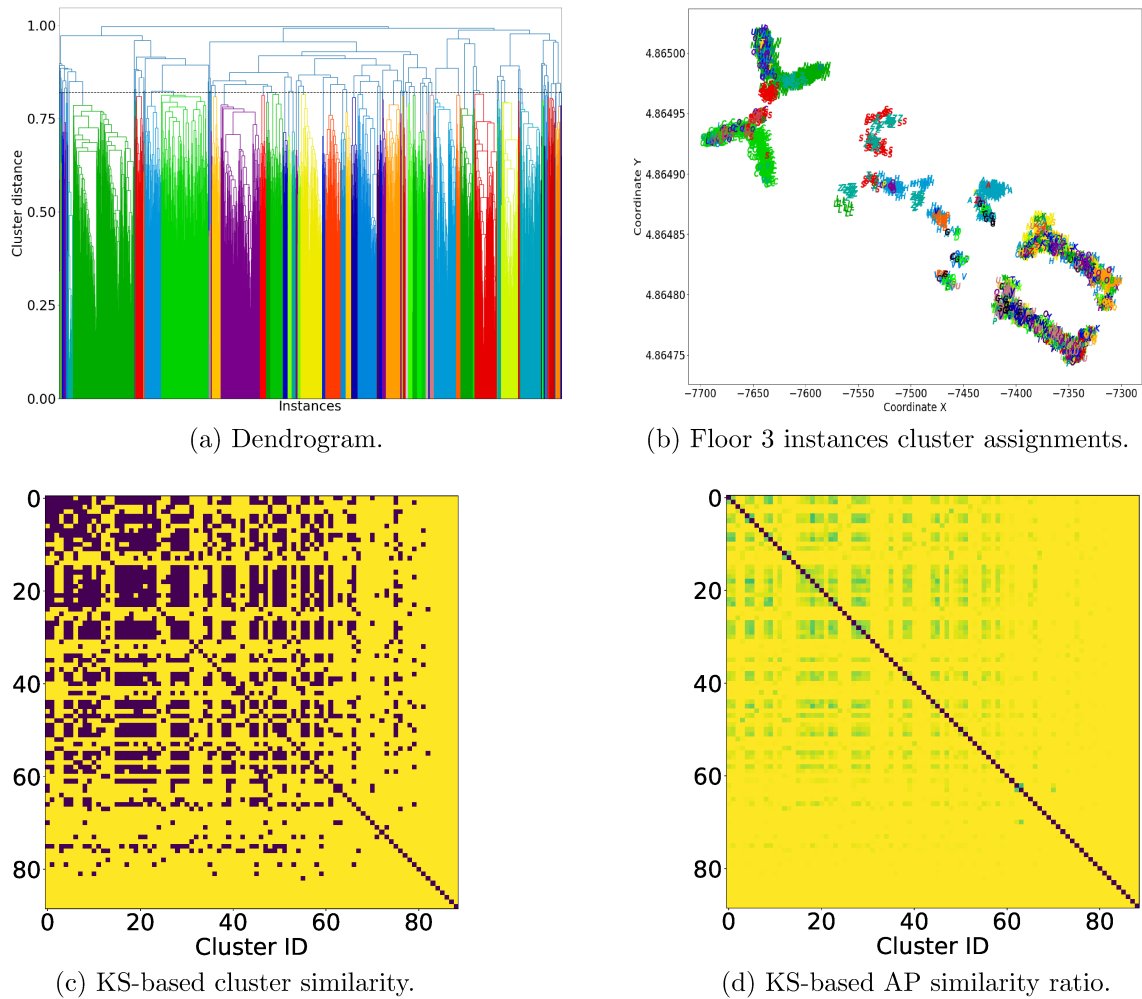 1.00
0.75
0.50
0.25
0.00
Cluster distance
Instances
(a) Dendrogram.
4.86500
4.86495
4.86490
4.86485
4.86480
4.86475
Coordinate Y
−7700 −7650 −7600 −7550 −7500 −7450 −7400 −7350 −7300
Coordinate X
(b) Floor 3 instances cluster assignments.
0
20
40
60
80
0 20 40 60 80
Cluster ID
(c) KS-based cluster similarity.
0
20
40
60
80
0 20 40 60 80
Cluster ID
(d) KS-based AP similarity ratio.